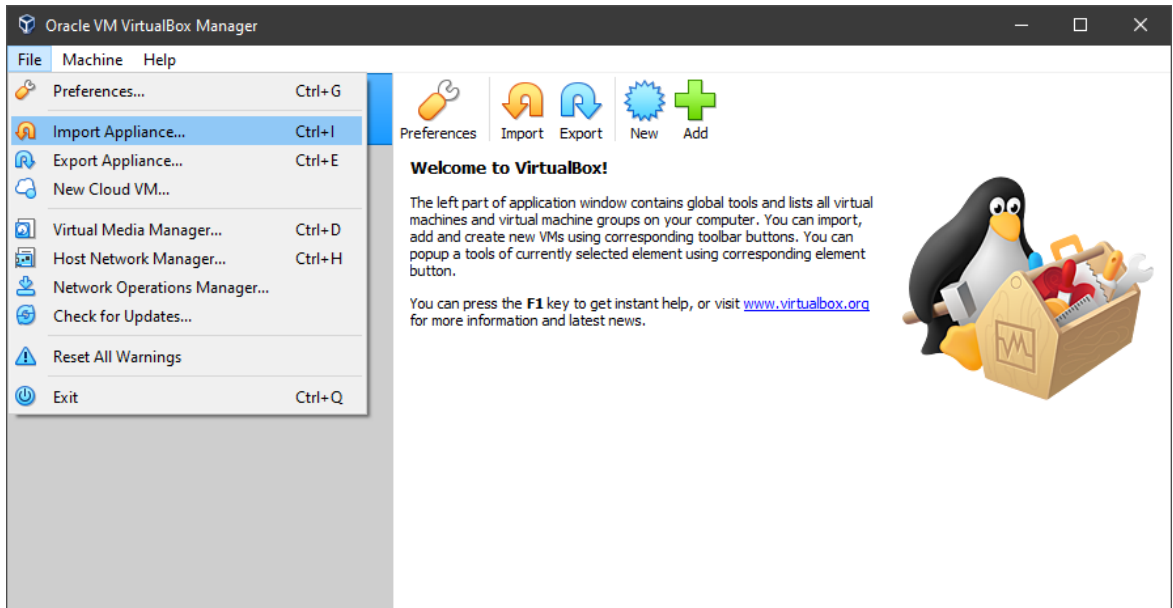 Oracle VM VirtualBox Manager
File Machine Help
Preferences... Ctrl+G
Import Appliance... Ctrl+I
Export Appliance... Ctrl+E
New Cloud VM...
Virtual Media Manager... Ctrl+D
Host Network Manager... Ctrl+H
Network Operations Manager...
Check for Updates...
Reset All Warnings
Exit Ctrl+Q
Preferences Import Export New Add
Welcome to VirtualBox!
The left part of application window contains global tools and lists all virtual
machines and virtual machine groups on your computer. You can import,
add and create new VMs using corresponding toolbar buttons. You can
popup a tools of currently selected element using corresponding element
button.
You can press the F1 key to get instant help, or visit www.virtualbox.org
for more information and latest news.